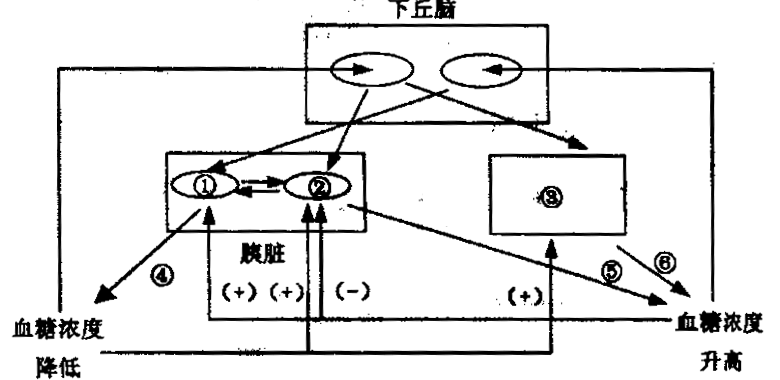 下丘脑
① ② ③
胰脏
④ (+) (+) (-) (+) ⑤ ⑥
血糖浓度 血糖浓度
降低 升高